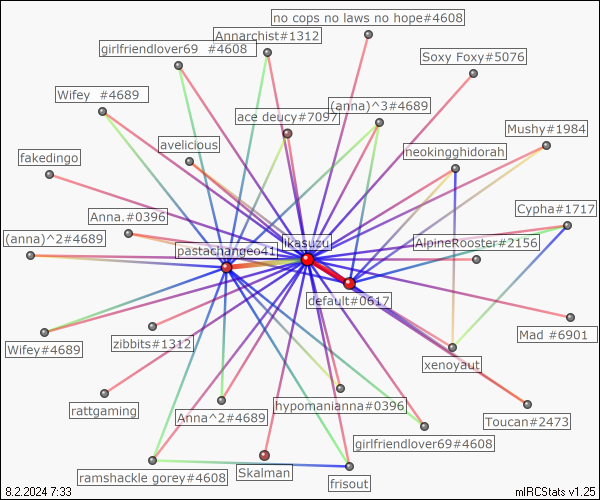 no cops no laws no hope#4608
Annarchist#1312
girlfriendlover69 #4608
Soxy Foxy#5076
Wifey #4689
(anna)^3#4689
ace deucy#7097
Mushy#1984
avelicious
neokingghidorah
fakedingo
Anna.#0396
Cypha#1717
(anna)^2#4689
ikasuzu
AlpineRooster#2156
pastachangeo41
default#0617
Mad #6901
Wifey#4689
zibbits#1312
xenoyaut
rattgaming
hypomanianna#0396
Anna^2#4689
Toucan#2473
girlfriendlover69#4608
ramshackle gorey#4608
Skalman
frisout
8.2.2024 7:33
mIRCStats v1.25